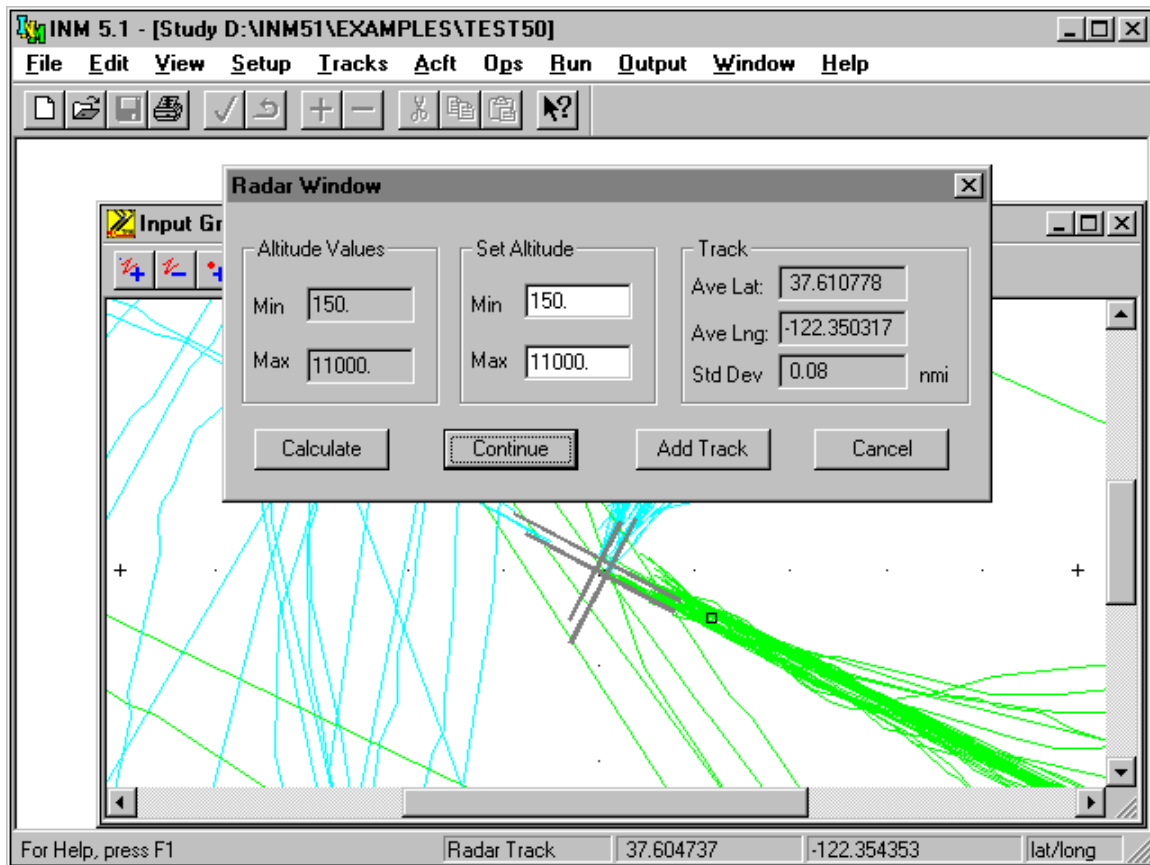 INM 5.1 - [Study D:\INM51\EXAMPLES\TEST50]
File Edit View Setup Tracks Acft Ops Run Output Window Help
Radar Window
Input Gr
Altitude Values
Min 150.
Max 11000.
Set Altitude
Min 150.
Max 11000.
Track
Ave Lat: 37.610778
Ave Lng: -122.350317
Std Dev 0.08 nmi
Calculate Continue Add Track Cancel
For Help, press F1 Radar Track 37.604737 -122.354353 lat/long